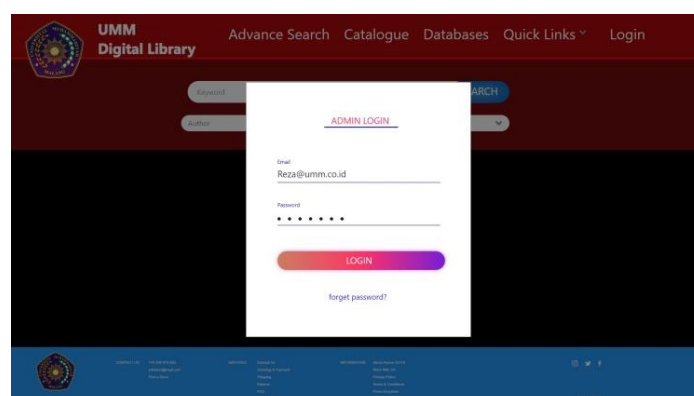 UMM
Digital Library
Advance Search Catalogue Databases Quick Links Login
MALANG
Keyword
ARCH
Author
ADMIN LOGIN
Email
Reza@umm.co.id
Password
LOGIN
forget password?